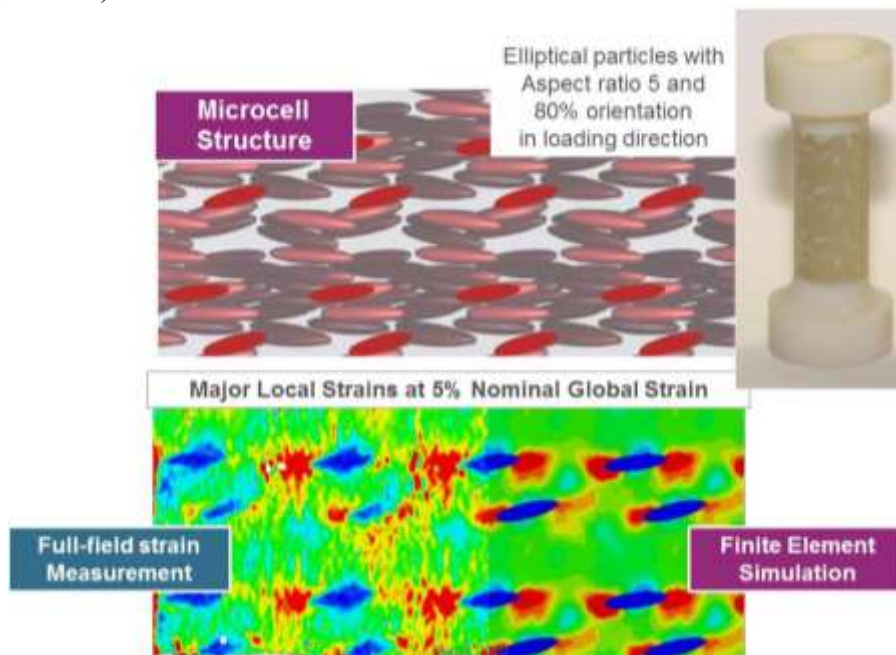 Elliptical particles with
Aspect ratio 5 and
80% orientation
in loading direction
Microcell
Structure
Major Local Strains at 5% Nominal Global Strain
Full-field strain
Measurement
Finite Element
Simulation